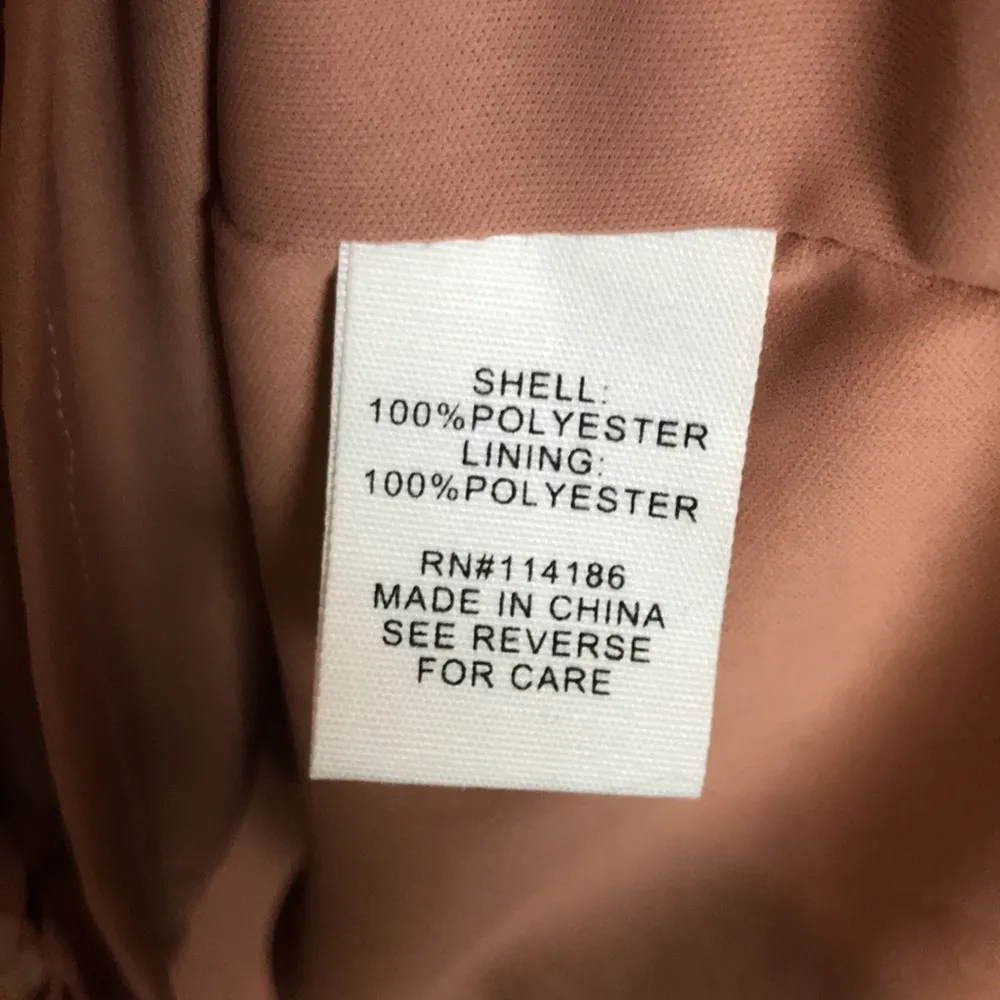 SHELL:
100%POLYESTER
LINING:
100%POLYESTER
RN#114186
MADE IN CHINA
SEE REVERSE
FOR CARE